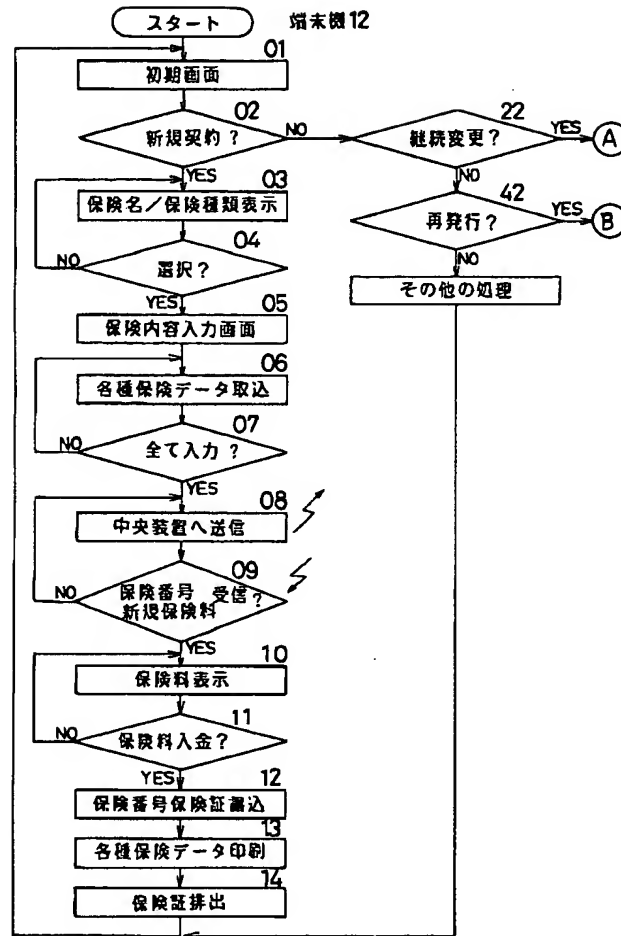 スタート
端末機12
01
初期画面
02
新規契約?
NO
YES
22
継続変更?
YES
A
NO
42
再発行?
YES
B
NO
その他の処理
03
保険名/保険種類表示
04
選択?
NO
YES
05
保険内容入力画面
06
各種保険データ取込
07
全て入力?
NO
YES
08
中央装置へ送信
09
保険番号 受信?
新規保険料
NO
YES
10
保険料表示
11
保険料入金?
NO
YES
12
保険番号保険証書込
13
各種保険データ印刷
14
保険証排出